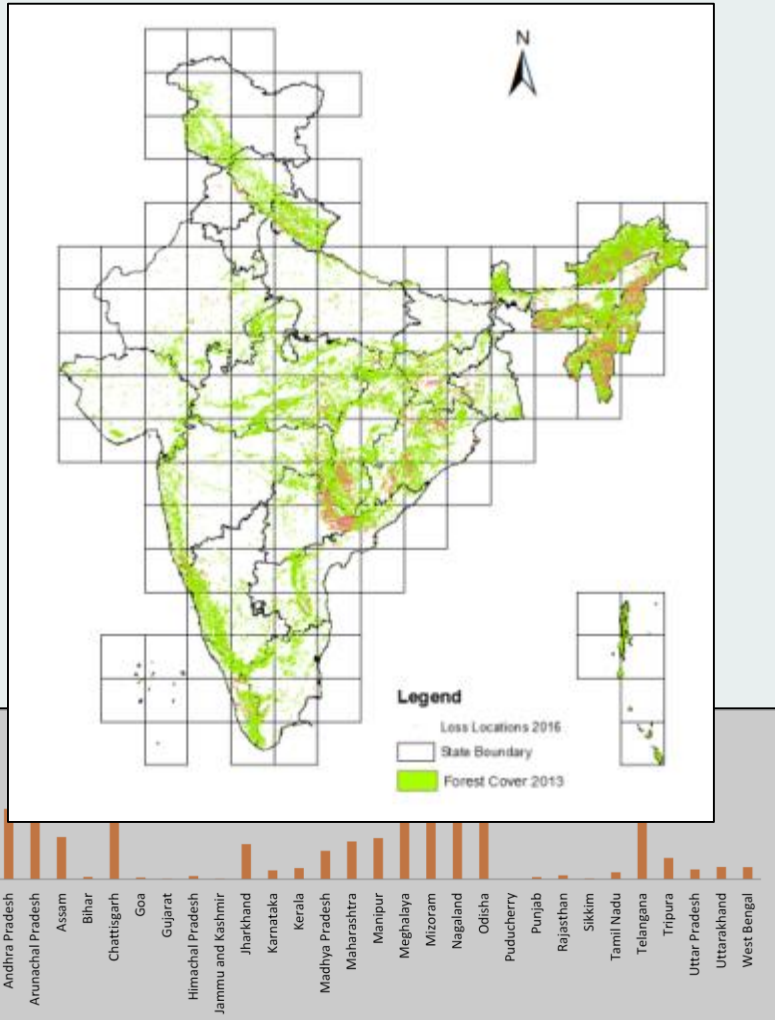 N
Legend
Loss Locations 2016
State Boundary
Forest Cover 2013
Andhra Pradesh
Arunachal Pradesh
Assam
Bihar
Chattisgarh
Goa
Gujarat
Himachal Pradesh
Jammu and Kashmir
Jharkhand
Karnataka
Kerala
Madhya Pradesh
Maharashtra
Manipur
Meghalaya
Mizoram
Nagaland
Odisha
Puducherry
Punjab
Rajasthan
Sikkim
Tamil Nadu
Telangana
Tripura
Uttar Pradesh
Uttarakhand
West Bengal